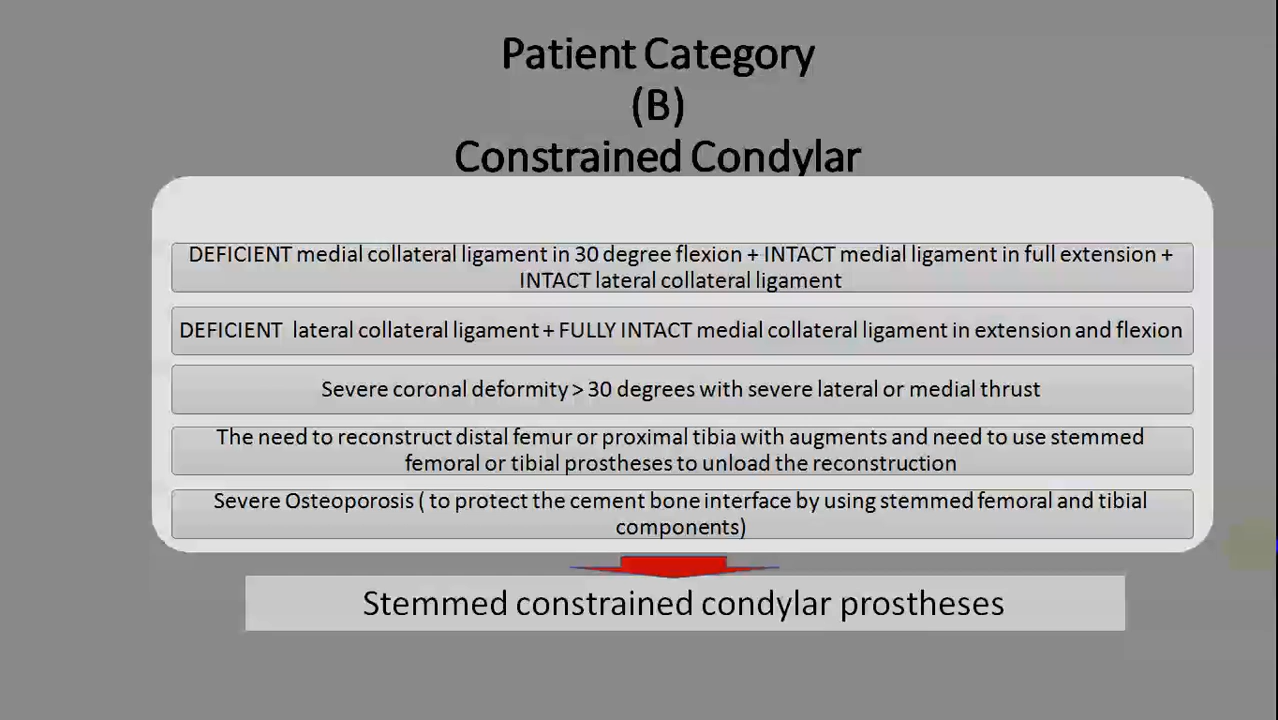 Patient Category
(B)
Constrained Condylar
DEFICIENT medial collateral ligament in 30 degree flexion + INTACT medial ligament in full extension +
INTACT lateral collateral ligament
DEFICIENT lateral collateral ligament + FULLY INTACT medial collateral ligament in extension and flexion
Severe coronal deformity > 30 degrees with severe lateral or medial thrust
The need to reconstruct distal femur or proximal tibia with augments and need to use stemmed
femoral or tibial prostheses to unload the reconstruction
Severe Osteoporosis ( to protect the cement bone interface by using stemmed femoral and tibial
components)
Stemmed constrained condylar prostheses